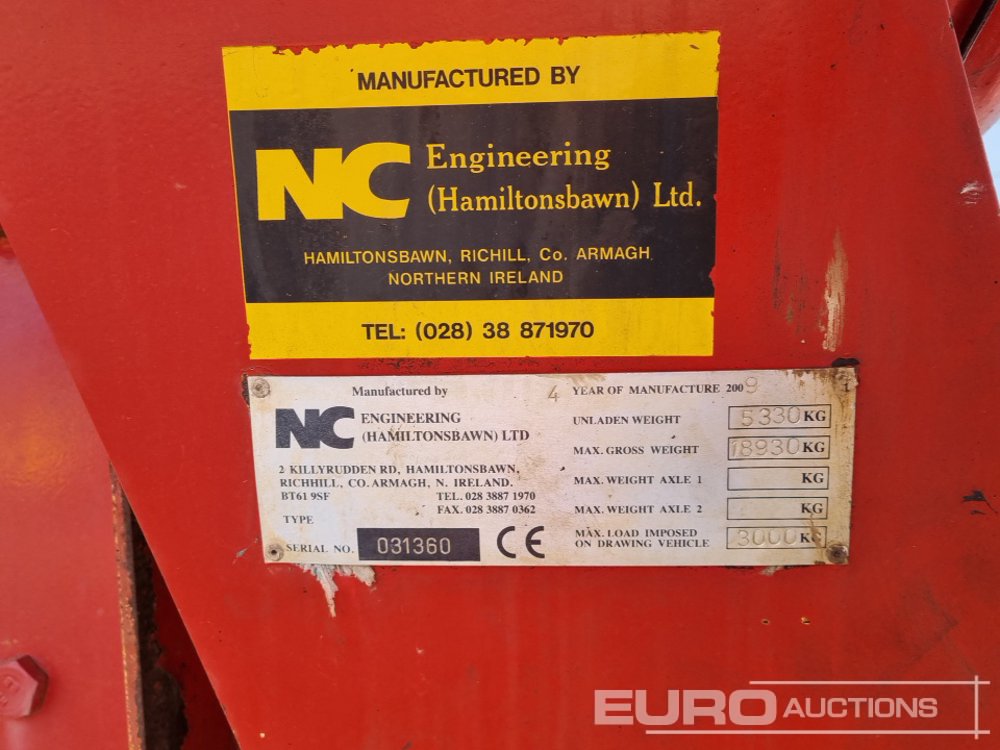 MANUFACTURED BY
NC Engineering
(Hamiltonsbawn) Ltd.
HAMILTONSBAWN, RICHILL, Co. ARMAGH
NORTHERN IRELAND
TEL: (028) 38 871970
Manufactured by
NC ENGINEERING
(HAMILTONSBAWN) LTD
2 KILLYRUDDEN RD, HAMILTONSBAWN,
RICHHILL, CO. ARMAGH, N. IRELAND.
BT61 9SF TEL. 028 3887 1970
FAX. 028 3887 0362
TYPE
SERIAL NO. 031360 CE
4 YEAR OF MANUFACTURE 2009
UNLADEN WEIGHT 5330 KG
MAX. GROSS WEIGHT 18930 KG
MAX. WEIGHT AXLE 1 KG
MAX. WEIGHT AXLE 2 KG
MAX. LOAD IMPOSED
ON DRAWING VEHICLE 3000 KG
EURO AUCTIONS